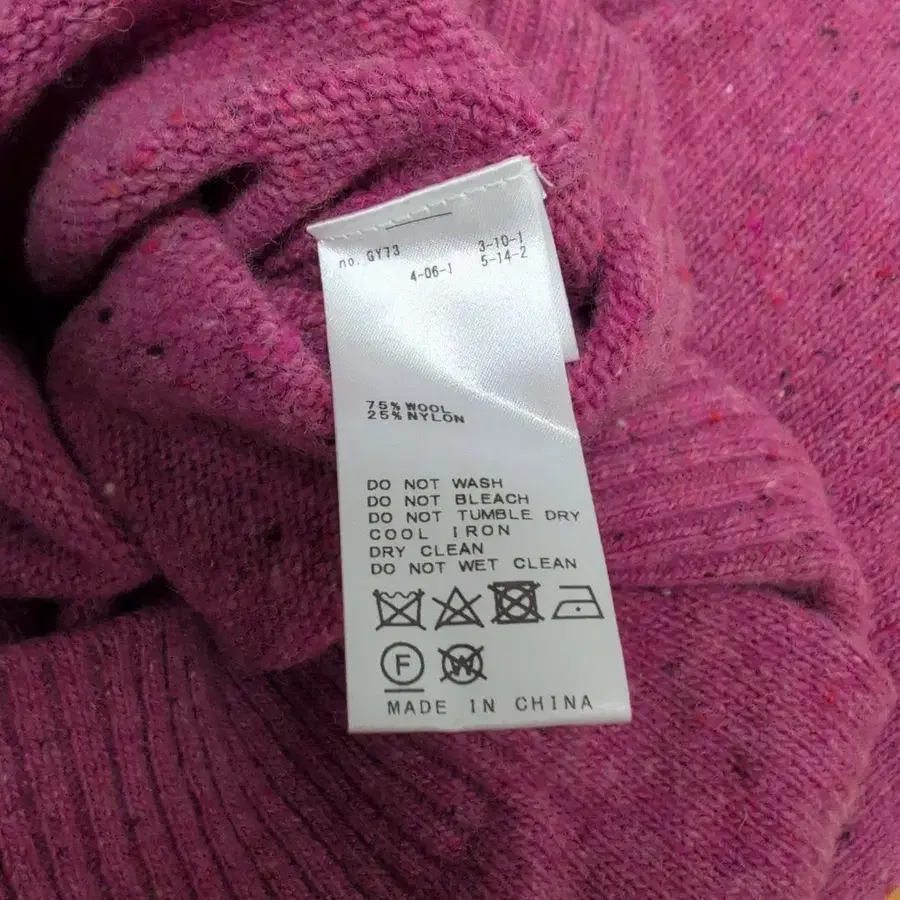 no. GY73 3-10-1
4-06-1 5-14-2
75% WOOL
25% NYLON
DO NOT WASH
DO NOT BLEACH
DO NOT TUMBLE DRY
COOL IRON
DRY CLEAN
DO NOT WET CLEAN
F W
MADE IN CHINA